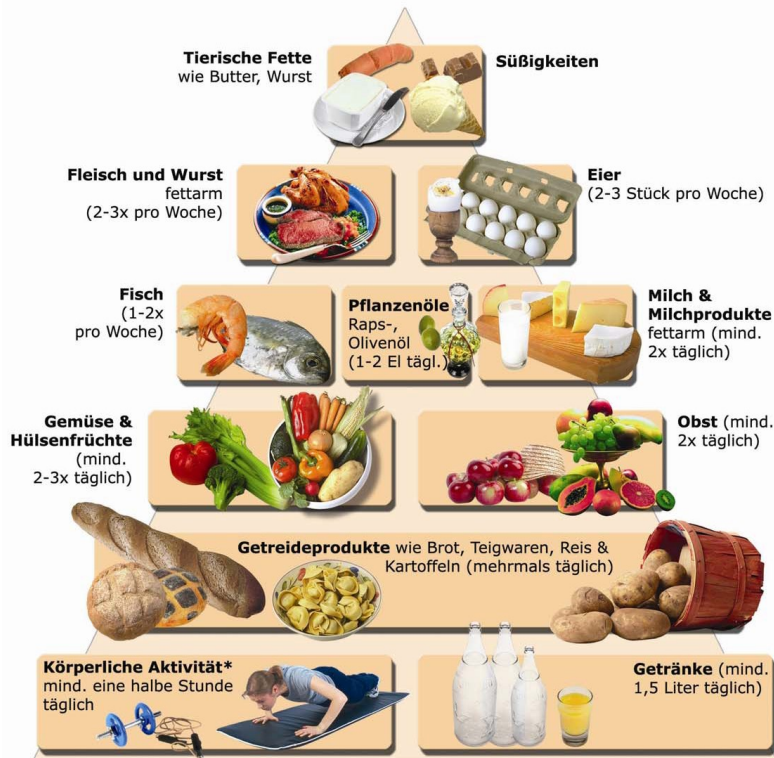 Tierische Fette
wie Butter, Wurst
Süßigkeiten
Fleisch und Wurst
fettarm
(2-3x pro Woche)
Eier
(2-3 Stück pro Woche)
Fisch
(1-2x
pro Woche)
Pflanzenöle
Raps-,
Olivenöl
(1-2 El tägl.)
Milch &
Milchprodukte
fettarm (mind.
2x täglich)
Gemüse &
Hülsenfrüchte
(mind.
2-3x täglich)
Obst (mind.
2x täglich)
Getreideprodukte wie Brot, Teigwaren, Reis &
Kartoffeln (mehrmals täglich)
Körperliche Aktivität*
mind. eine halbe Stunde
täglich
Getränke (mind.
1,5 Liter täglich)